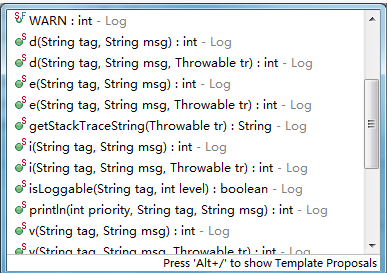 WARN : int - Log
d(String tag, String msg) : int - Log
d(String tag, String msg, Throwable tr) : int - Log
e(String tag, String msg) : int - Log
e(String tag, String msg, Throwable tr) : int - Log
getStackTraceString(Throwable tr) : String - Log
i(String tag, String msg) : int - Log
i(String tag, String msg, Throwable tr) : int - Log
isLoggable(String tag, int level) : boolean - Log
println(int priority, String tag, String msg) : int - Log
v(String tag, String msg) : int - Log
v(String tag, String msg, Throwable tr) : int - Log
Press 'Alt+/' to show Template Proposals